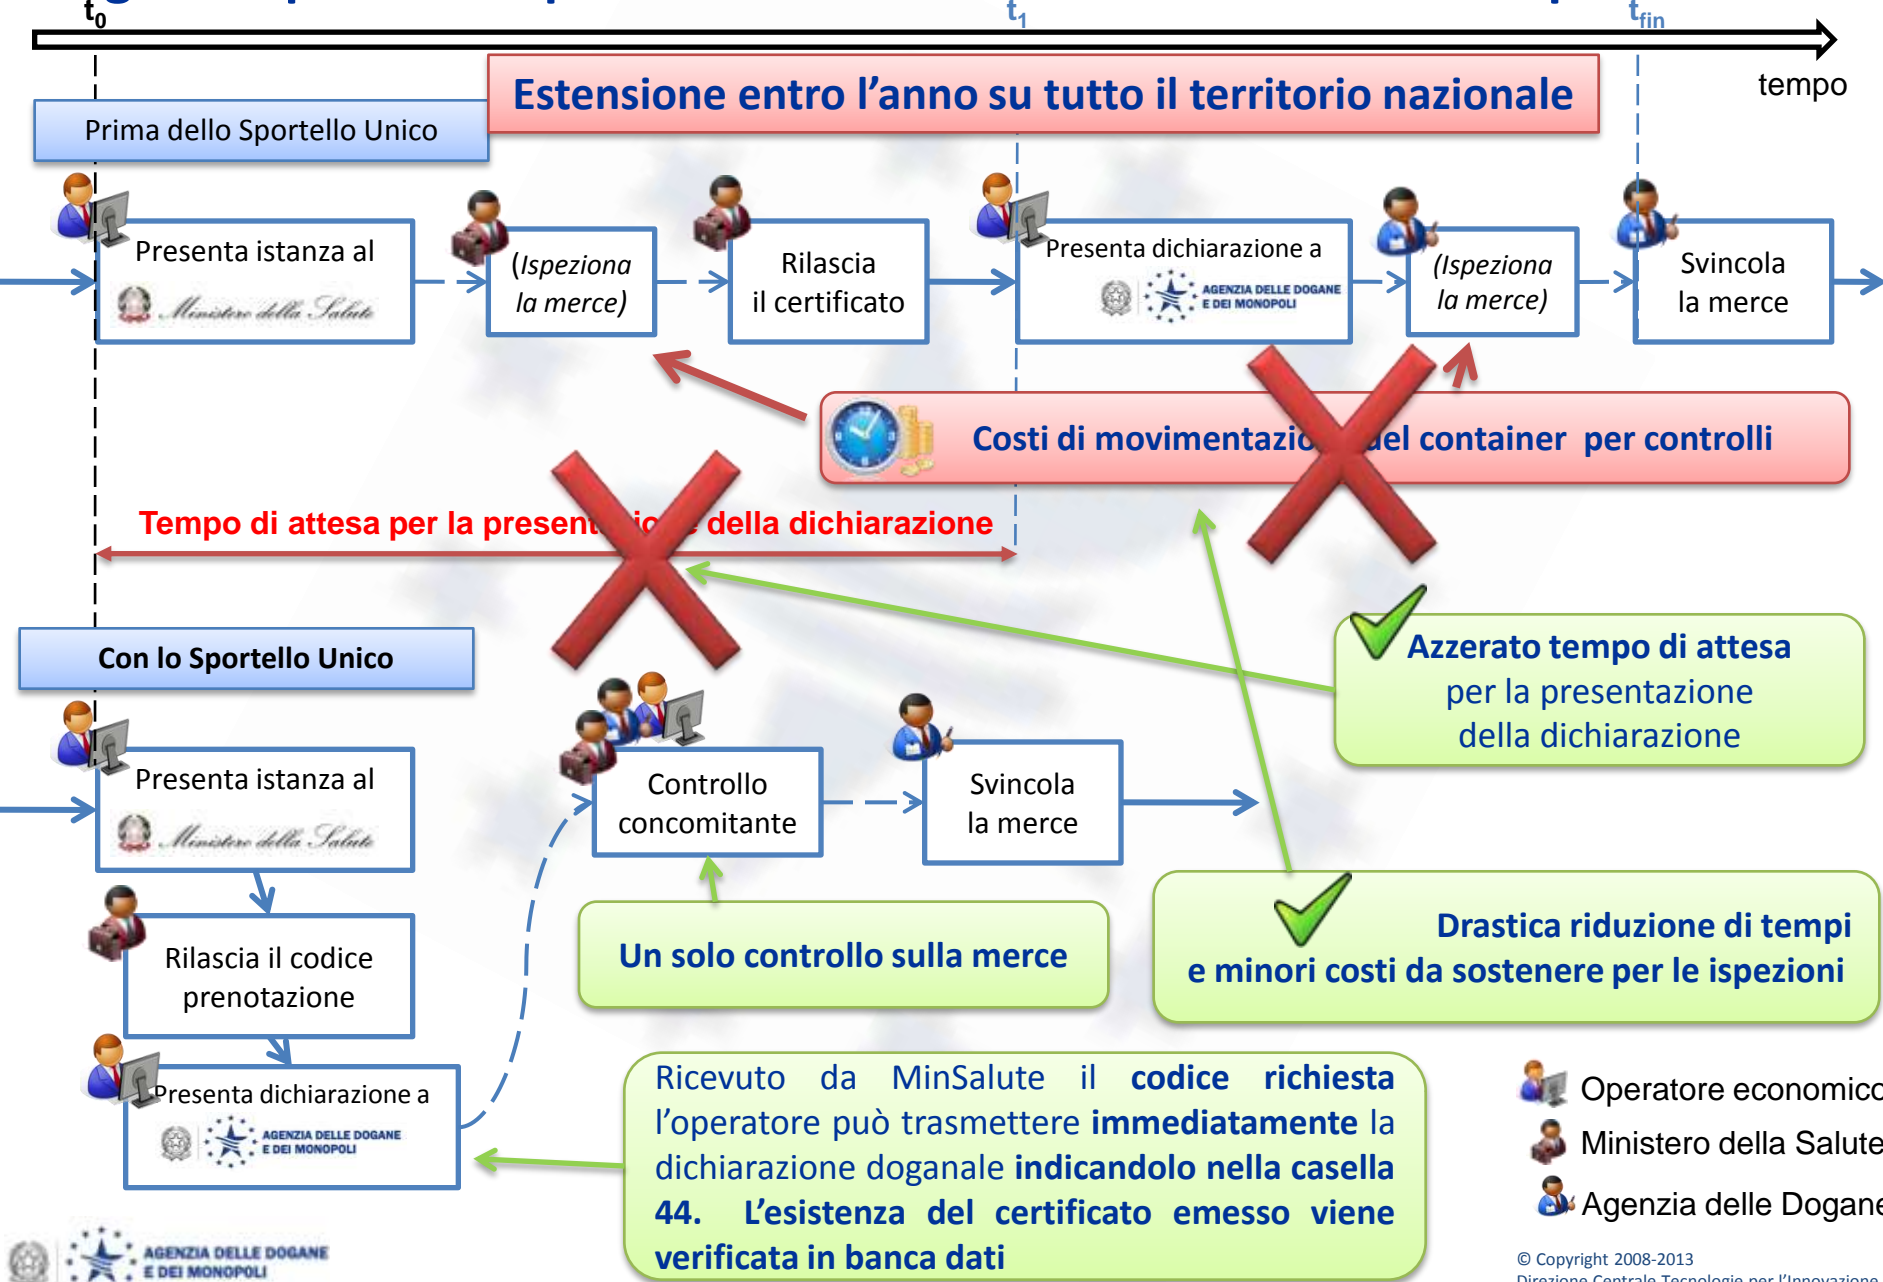 t0
t1
tfin
tempo
Estensione entro l’anno su tutto il territorio nazionale
Prima dello Sportello Unico
Presenta istanza al
Ministero della Salute
(Ispeziona
la merce)
Rilascia
il certificato
Presenta dichiarazione a
AGENZIA DELLE DOGANE
E DEI MONOPOLI
(Ispeziona
la merce)
Svincola
la merce
Costi di movimentazione del container per controlli
Tempo di attesa per la presentazione della dichiarazione
Azzerato tempo di attesa
per la presentazione
della dichiarazione
Con lo Sportello Unico
Presenta istanza al
Ministero della Salute
Controllo
concomitante
Svincola
la merce
Rilascia il codice
prenotazione
Un solo controllo sulla merce
Drastica riduzione di tempi
e minori costi da sostenere per le ispezioni
Presenta dichiarazione a
AGENZIA DELLE DOGANE
E DEI MONOPOLI
Ricevuto da MinSalute il codice richiesta
l’operatore può trasmettere immediatamente la
dichiarazione doganale indicandolo nella casella
44. L’esistenza del certificato emesso viene
verificata in banca dati
Operatore economico
Ministero della Salute
Agenzia delle Dogane
AGENZIA DELLE DOGANE
E DEI MONOPOLI
© Copyright 2008-2013
Direzione Centrale Tecnologie per l’Innovazione